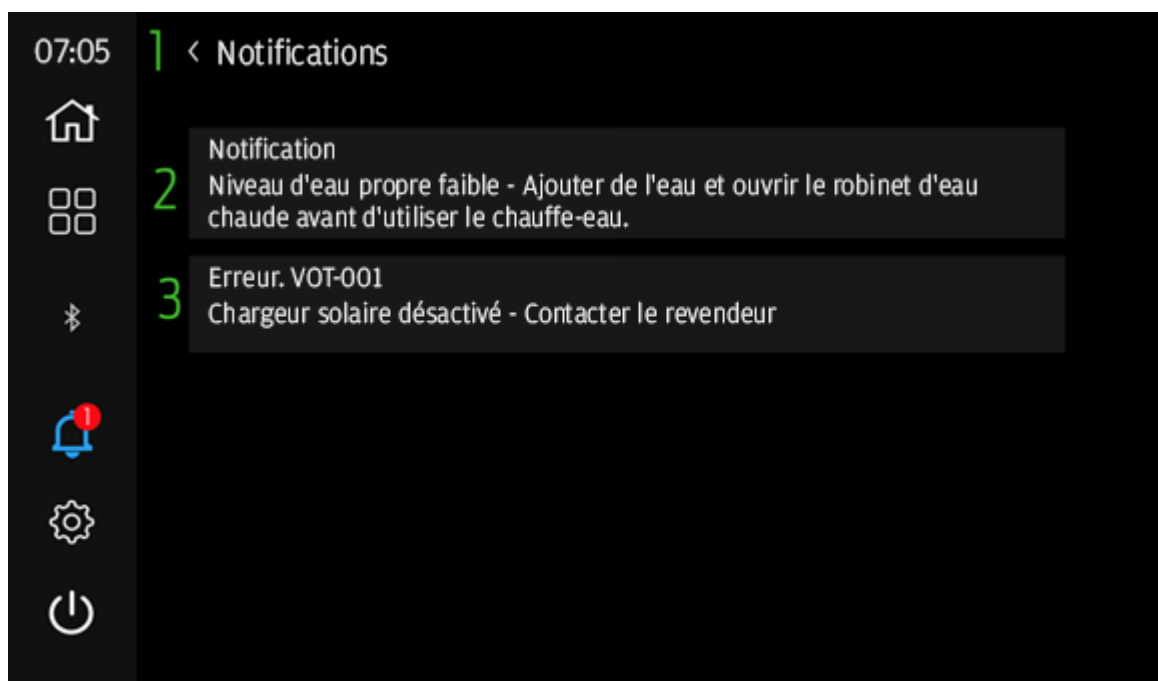 07:05
1 < Notifications
Notification
2 Niveau d'eau propre faible - Ajouter de l'eau et ouvrir le robinet d'eau
chaude avant d'utiliser le chauffe-eau.
Erreur. VOT-001
3 Chargeur solaire désactivé - Contacter le revendeur
1